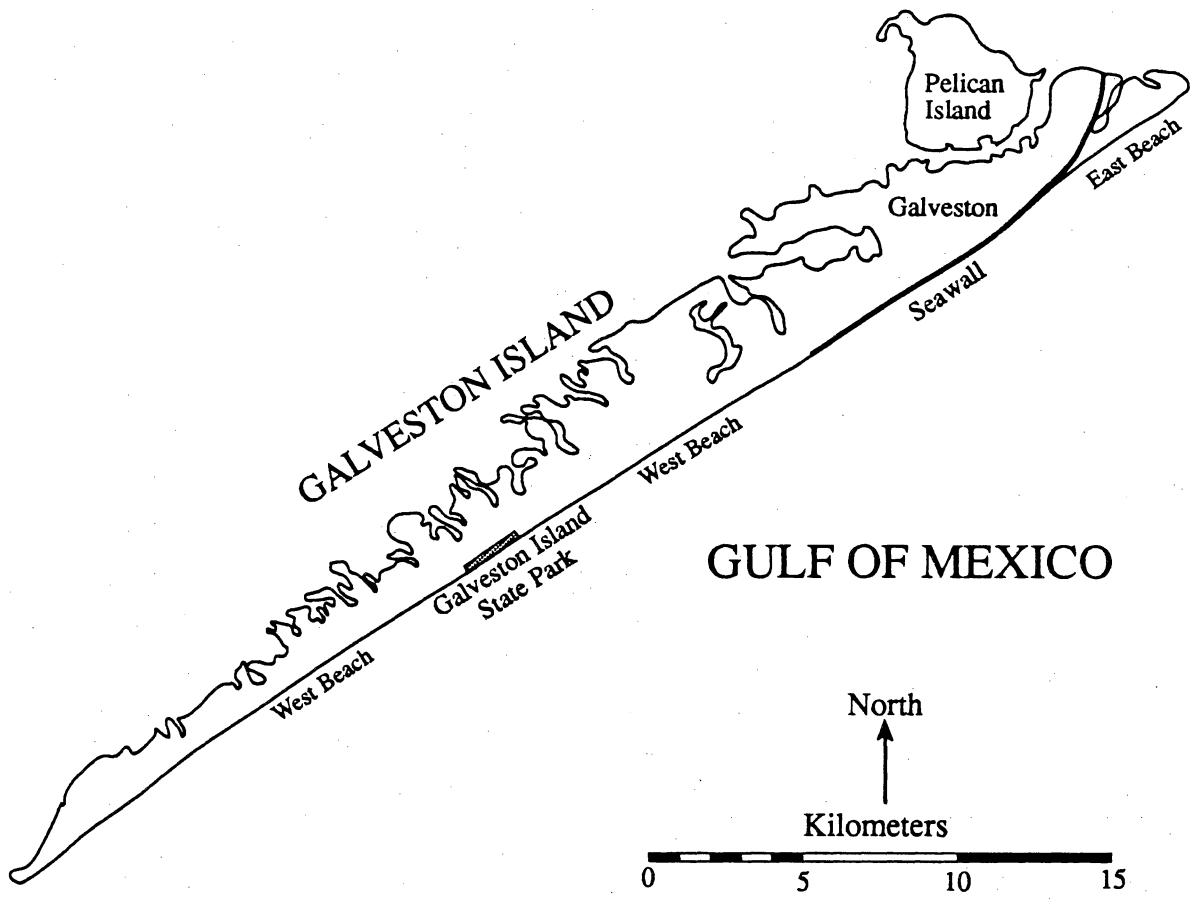 Pelican
Island
East Beach
Galveston
Seawall
GALVESTON ISLAND
West Beach
Galveston Island
State Park
GULF OF MEXICO
West Beach
North
Kilometers
0 5 10 15